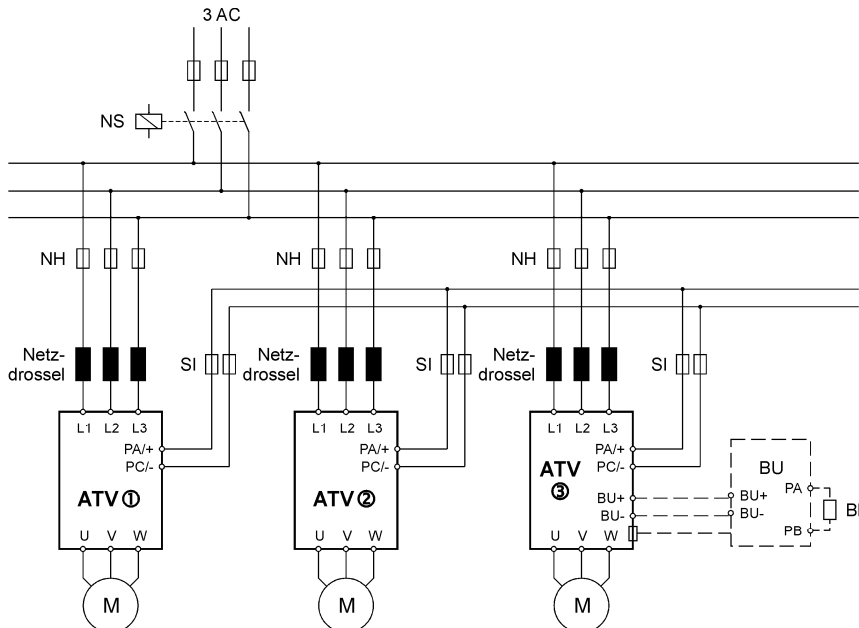 3 AC
NS
NH
NH
NH
Netz-
drossel
SI
Netz-
drossel
SI
Netz-
drossel
SI
L1 L2 L3
L1 L2 L3
L1 L2 L3
PA/+
PC/-
PA/+
PC/-
PA/+
PC/-
ATV ①
ATV ②
ATV
③
BU+
BU-
BU
BU+
BU-
PA
PB
U V W
U V W
U V W
M
M
M